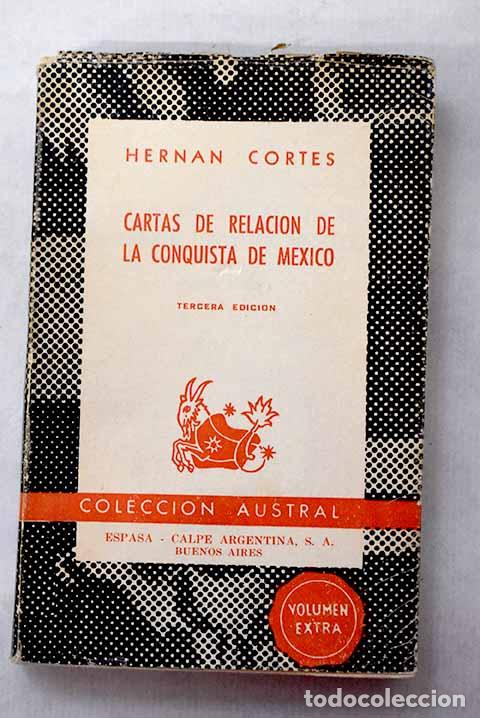 HERNAN CORTES
CARTAS DE RELACION DE
LA CONQUISTA DE MEXICO
TERCERA EDICION
COLECCION AUSTRAL
ESPASA - CALPE ARGENTINA, S. A.
BUENOS AIRES
VOLUMEN
EXTRA
todocoleccion